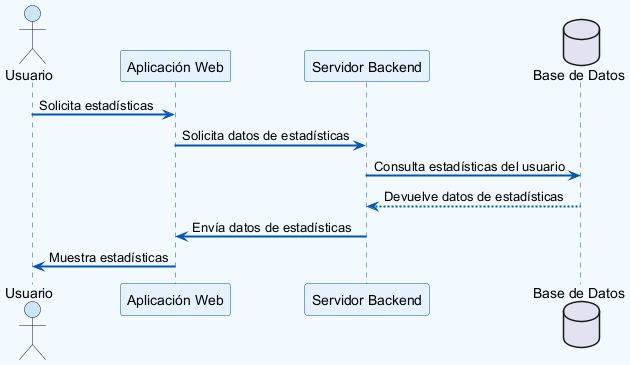 Usuario
Aplicación Web
Servidor Backend
Base de Datos
Solicita estadísticas
Solicita datos de estadísticas
Consulta estadísticas del usuario
Devuelve datos de estadísticas
Envía datos de estadísticas
Muestra estadísticas
Usuario
Aplicación Web
Servidor Backend
Base de Datos